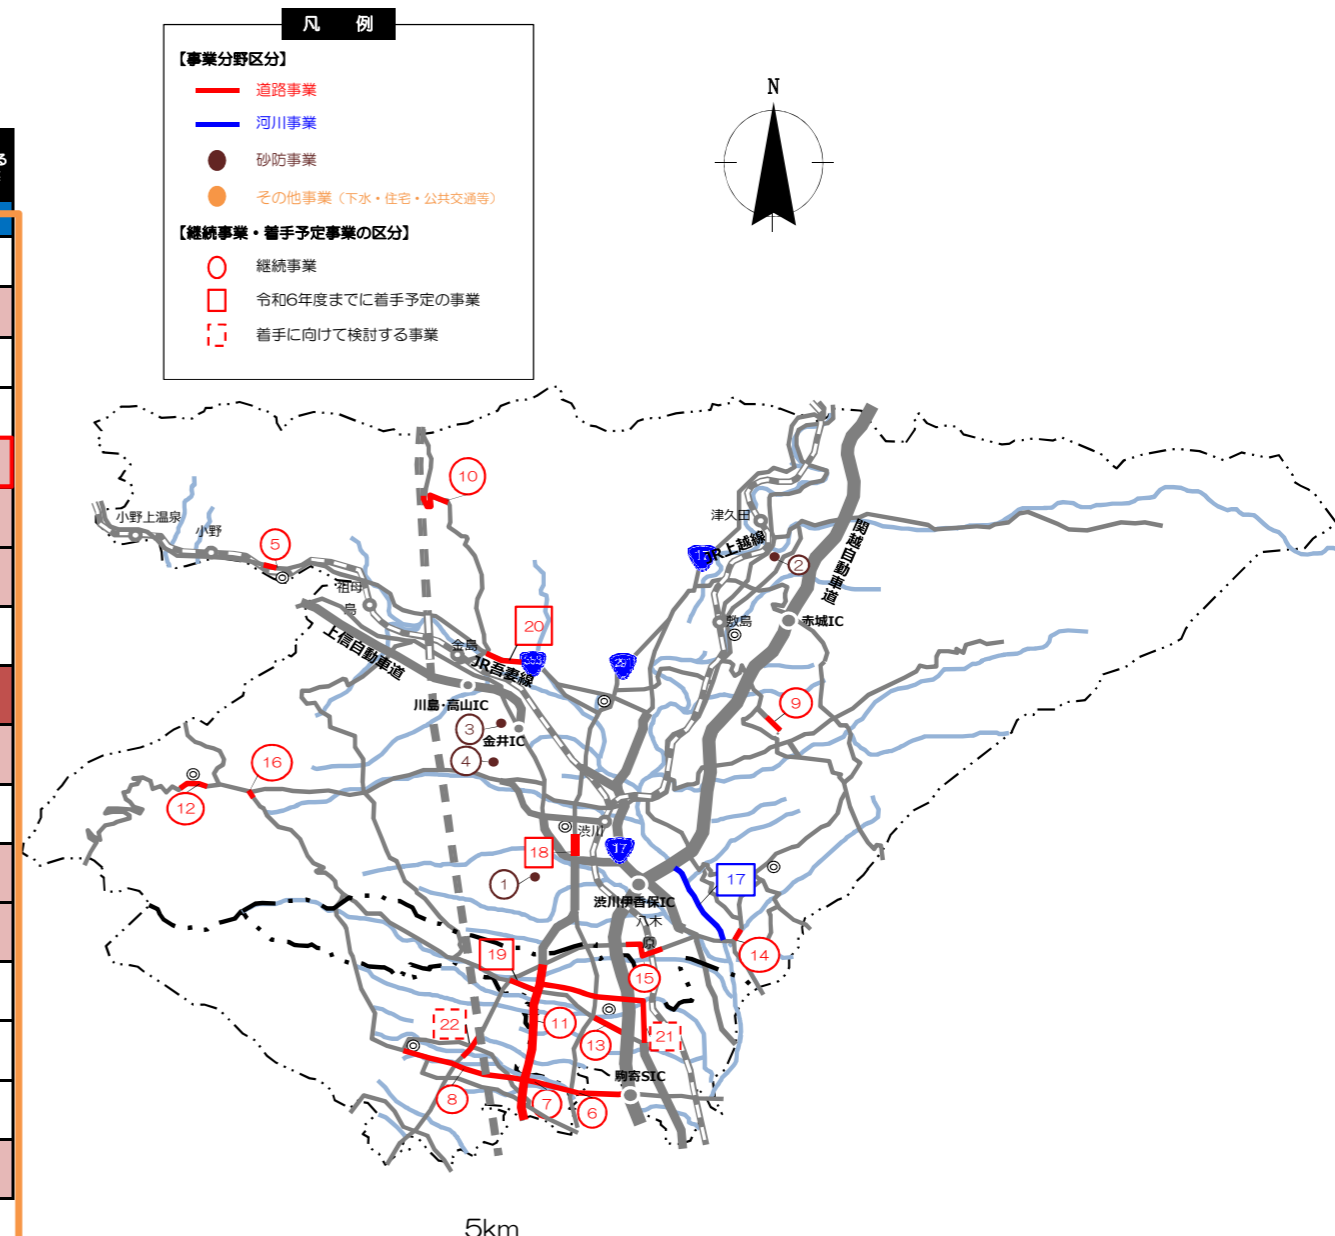 凡 例
【事業分野区分】
道路事業
河川事業
砂防事業
その他事業（下水・住宅・公共交通等）
【継続事業・着手予定事業の区分】
継続事業
令和6年度までに着手予定の事業
着手に向けて検討する事業
る
N
10
小野上温泉
小野
5
津久田
17
JR上越線
関越自動車道
2
祖母
島
20
敷島
赤城IC
金島
上信自動車道
JR吾妻線
353
291
川島・高山IC
3
金井IC
9
4
16
12
渋川
17
18
1
17
渋川伊香保IC
八木
19
14
15
22
11
13
21
駒寄SIC
8
7
6
5km